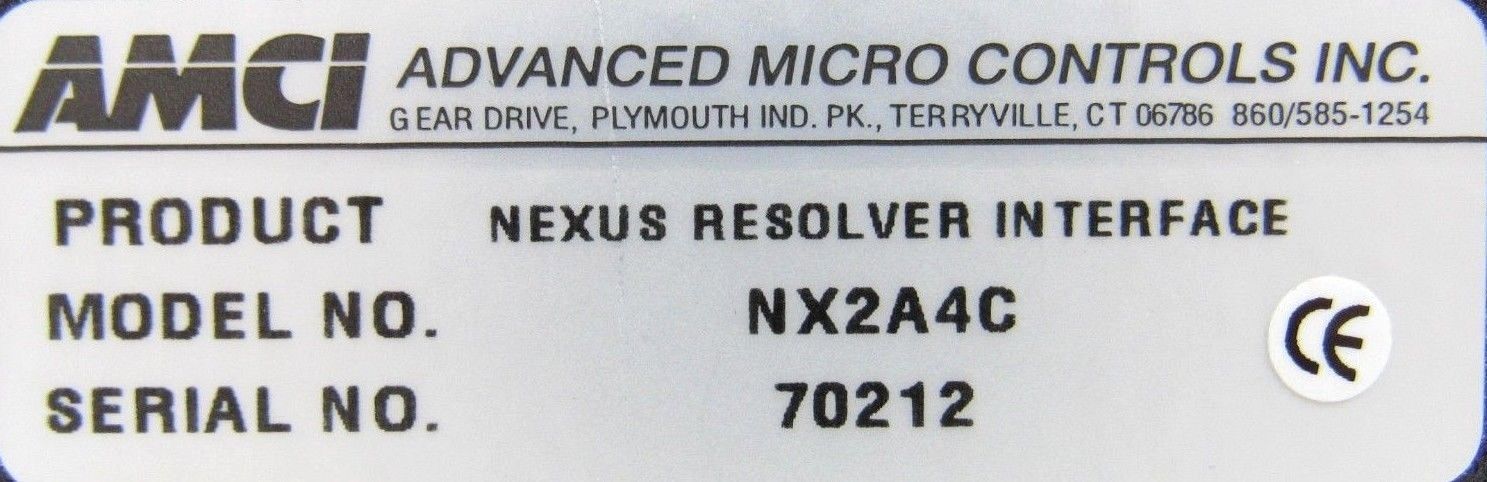 AMCI ADVANCED MICRO CONTROLS INC.
GEAR DRIVE, PLYMOUTH IND. PK., TERRYVILLE, CT 06786 860/585-1254
PRODUCT NEXUS RESOLVER INTERFACE
MODEL NO. NX2A4C
CE
SERIAL NO. 70212